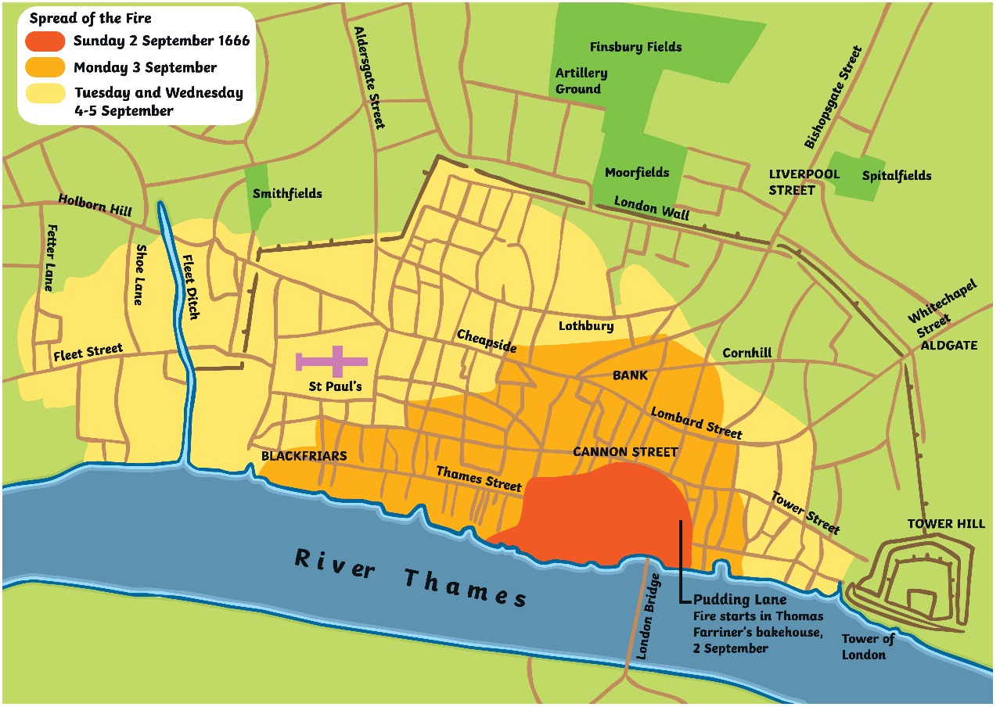 Spread of the Fire
Sunday 2 September 1666
Monday 3 September
Tuesday and Wednesday
4-5 September
Aldersgate Street
Finsbury Fields
Artillery
Ground
Bishopsgate Street
Moorfields
LIVERPOOL
STREET
Spitalfields
Smithfields
Holborn Hill
London Wall
Fetter Lane
Shoe Lane
Fleet Ditch
Whitechapel
Street
ALDGATE
Lothbury
Cheapside
Cornhill
Fleet Street
BANK
St Paul's
Lombard Street
BLACKFRIARS
CANNON STREET
Thames Street
Tower Street
TOWER HILL
River Thames
London Bridge
Pudding Lane
Fire starts in Thomas
Farriner's bakehouse,
2 September
Tower of
London